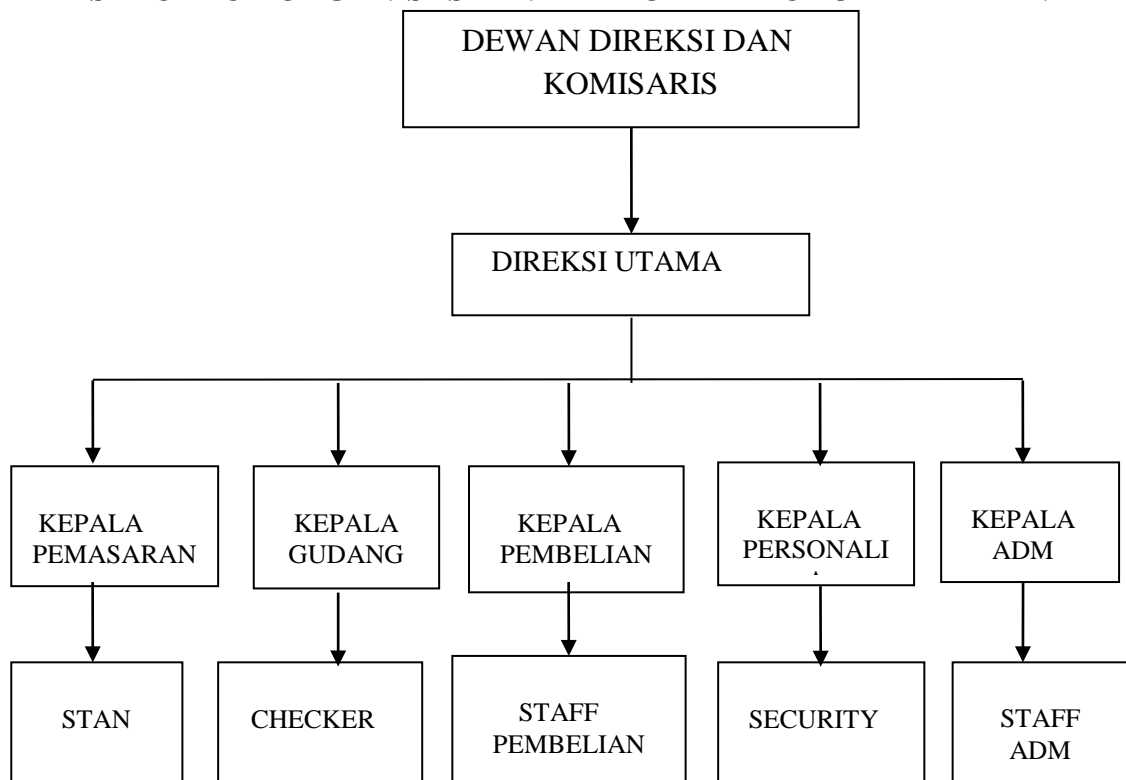 DEWAN DIREKSI DAN
KOMISARIS
DIREKSI UTAMA
KEPALA
PEMASARAN
KEPALA
GUDANG
KEPALA
PEMBELIAN
KEPALA
PERSONALI
KEPALA
ADM
STAN
CHECKER
STAFF
PEMBELIAN
SECURITY
STAFF
ADM